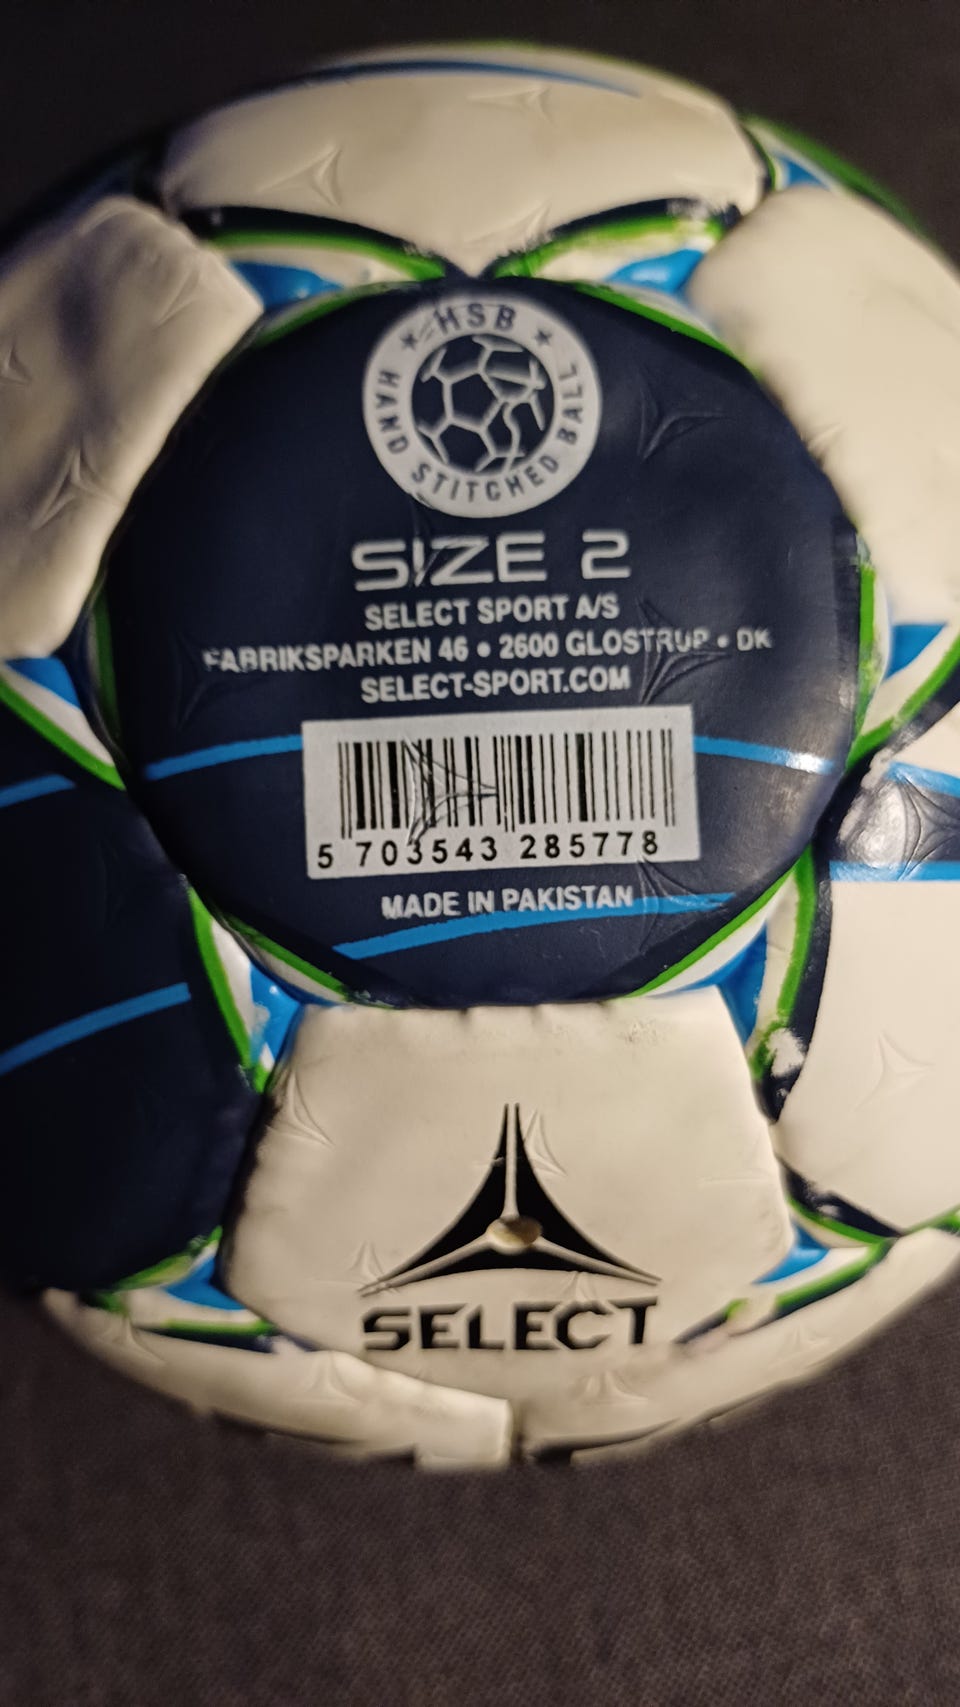 HSB
HAND STITCHED BALL
SIZE 2
SELECT SPORT A/S
FABRIKSPARKEN 46 • 2600 GLOSTRUP • DK
SELECT-SPORT.COM
5 703543 285778
MADE IN PAKISTAN
SELECT